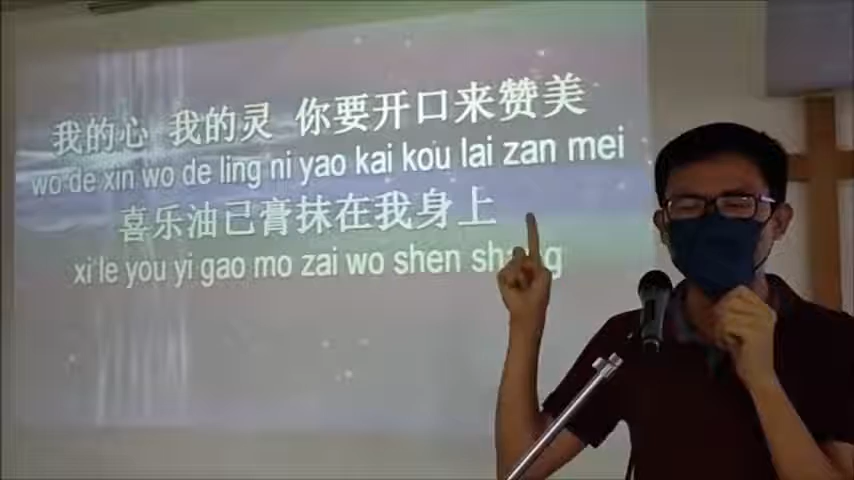 我的心 我的灵 你要开口来赞美
wo de xin wo de ling ni yao kai kou lai zan mei
喜乐油已膏抹在我身上
xi le you yi gao mo zai wo shen shang